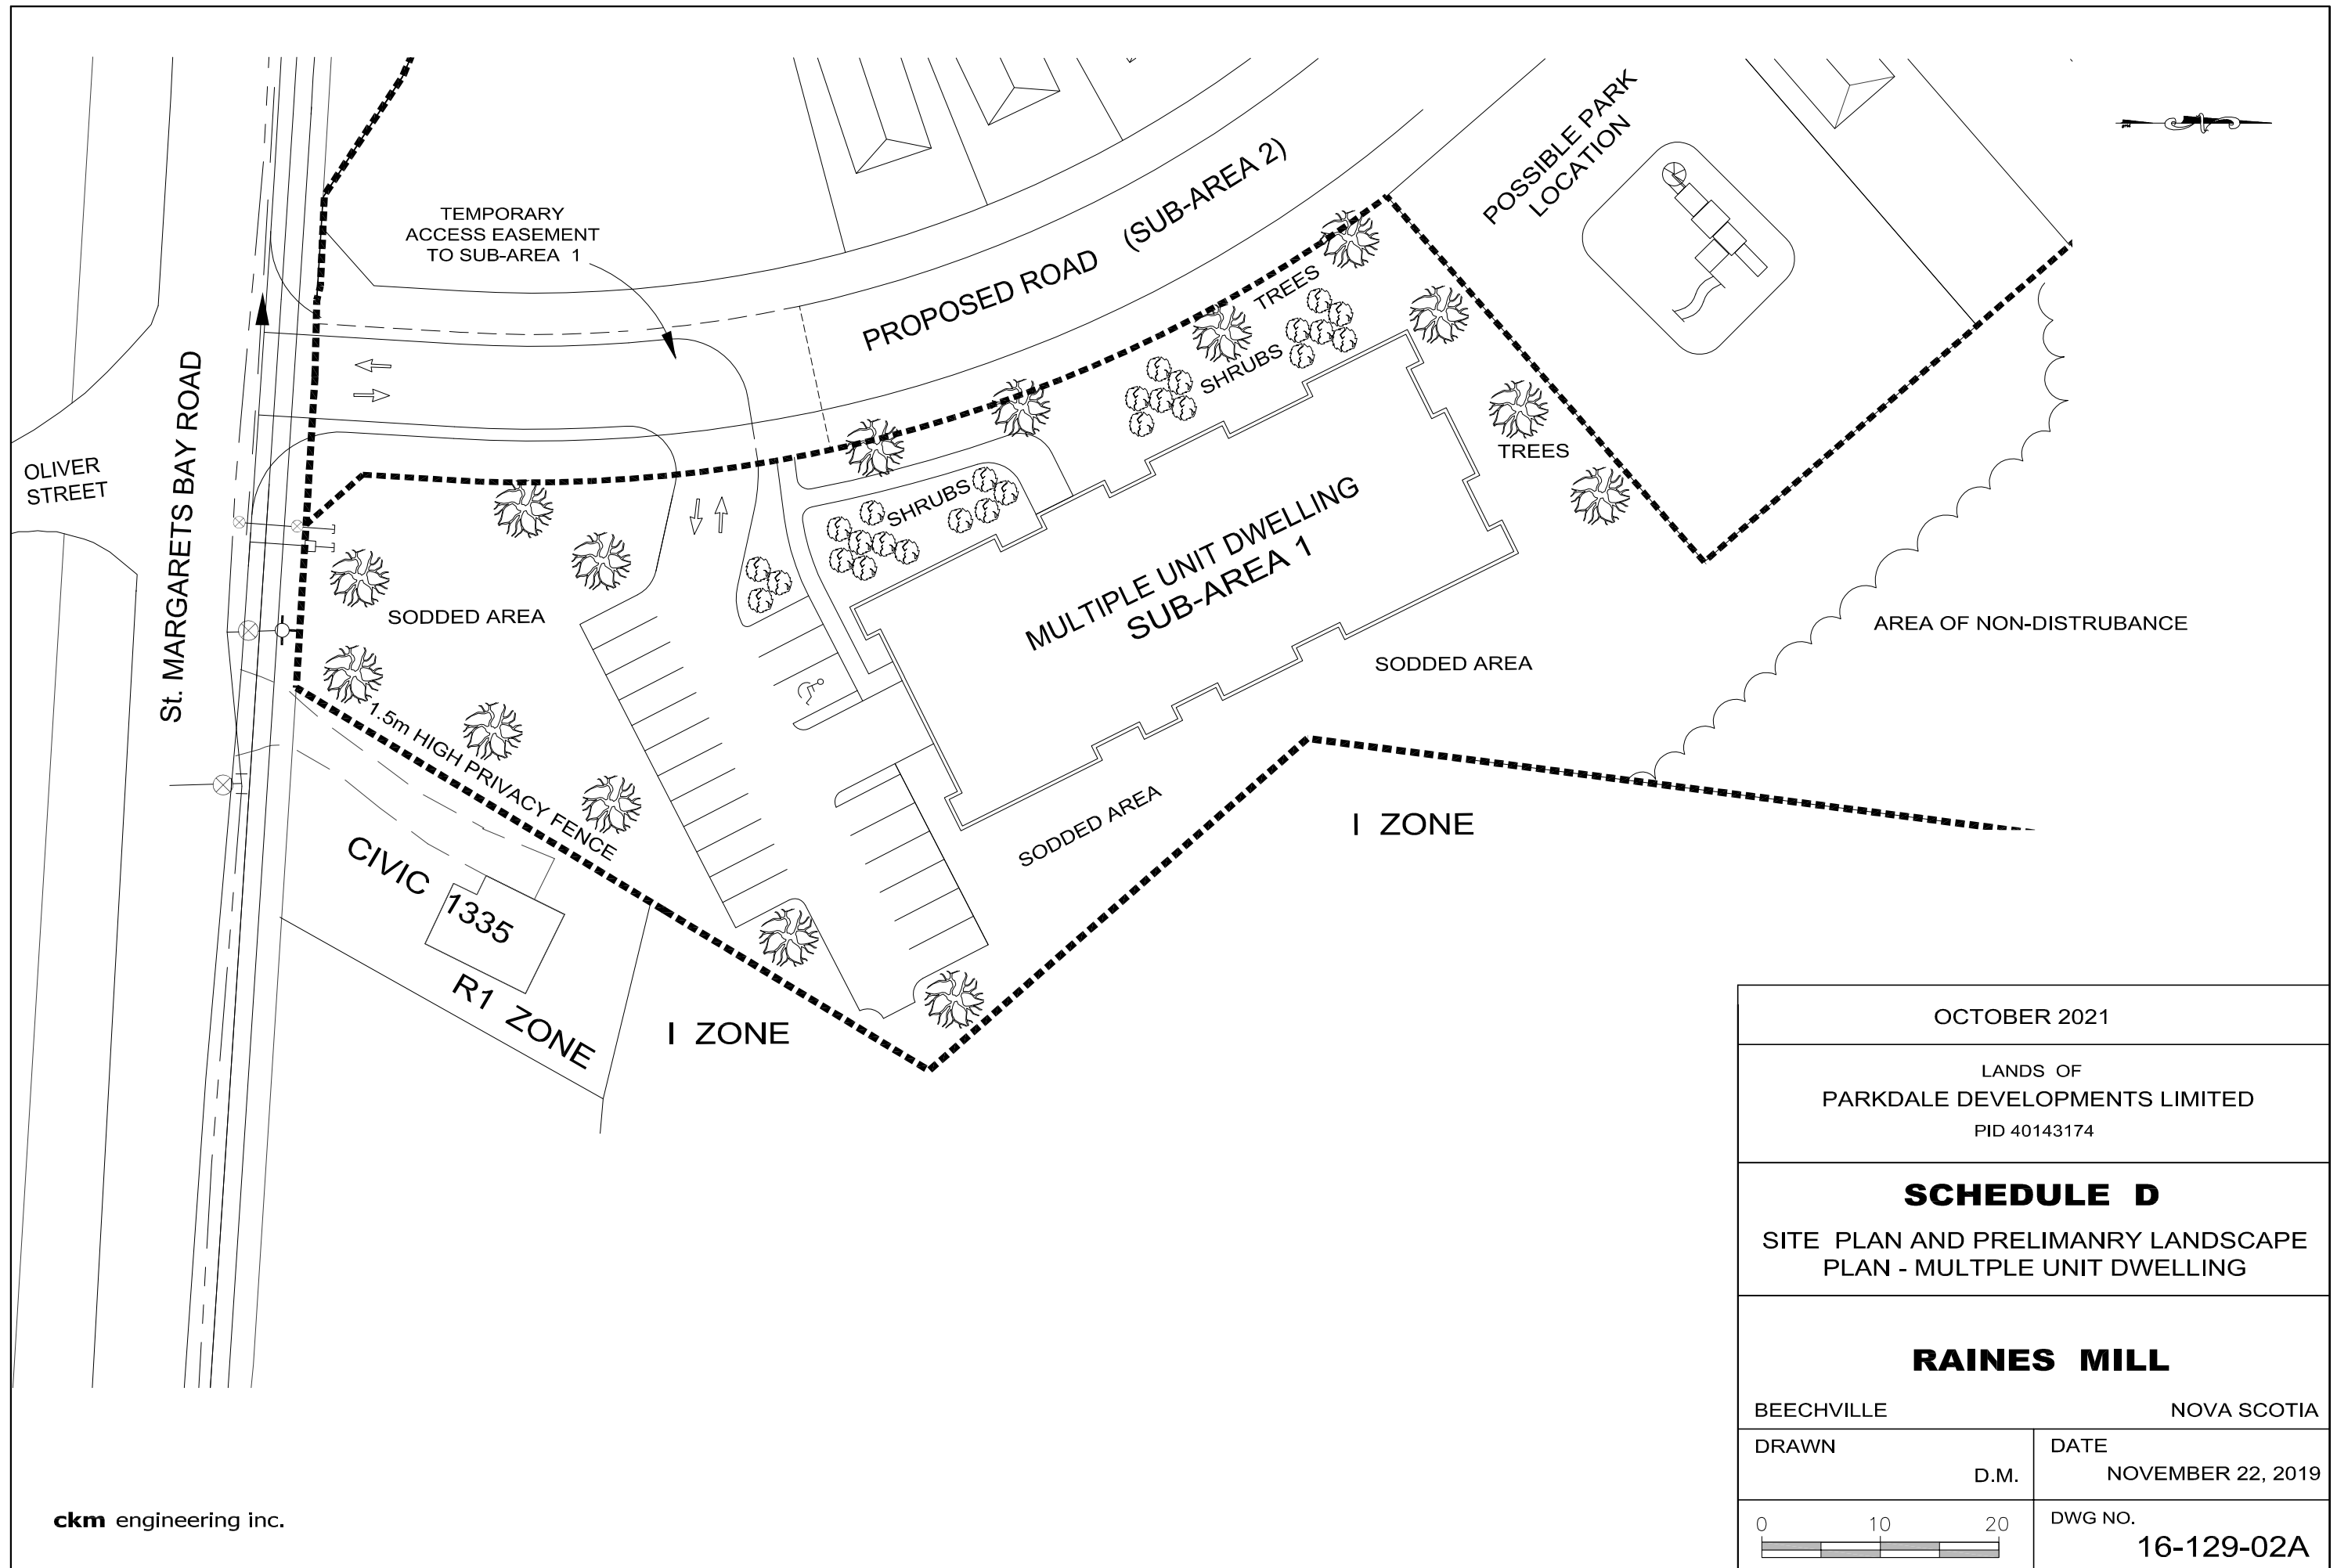 POSSIBLE PARK
LOCATION
TEMPORARY
ACCESS EASEMENT
TO SUB-AREA 1
PROPOSED ROAD (SUB-AREA 2)
TREES
SHRUBS
OLIVER
STREET
St. MARGARETS BAY ROAD
TREES
SHRUBS
MULTIPLE UNIT DWELLING
SUB-AREA 1
SODDED AREA
AREA OF NON-DISTRUBANCE
SODDED AREA
1.5m HIGH PRIVACY FENCE
SODDED AREA
I ZONE
CIVIC 1335
R1 ZONE
I ZONE
OCTOBER 2021
LANDS OF
PARKDALE DEVELOPMENTS LIMITED
PID 40143174
SCHEDULE D
SITE PLAN AND PRELIMANRY LANDSCAPE
PLAN - MULTPLE UNIT DWELLING
RAINES MILL
BEECHVILLE NOVA SCOTIA
DRAWN
D.M.
DATE
NOVEMBER 22, 2019
0 10 20
DWG NO.
16-129-02A
ckm engineering inc.